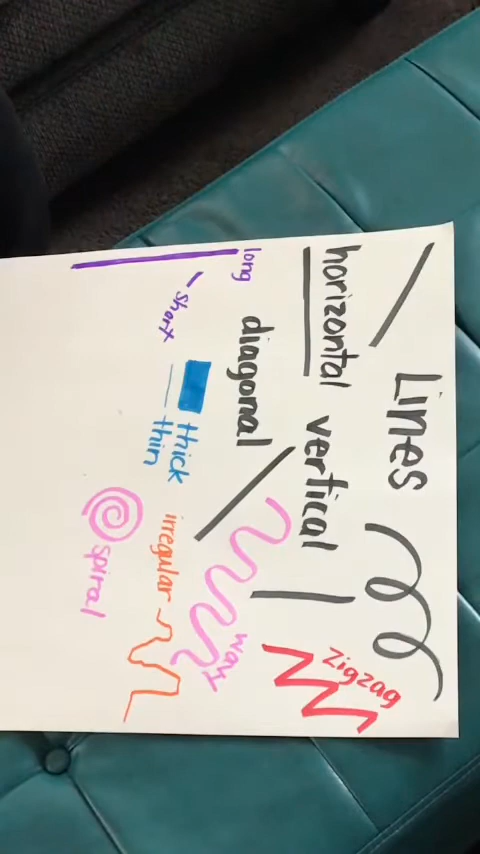 Lines
horizontal vertical
long diagonal
short
thick
thin
zigzag
wavy
irregular
spiral